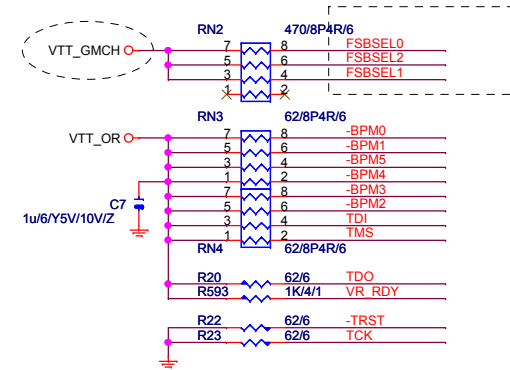 RN2 470/8P4R/6
VTT_GMCH 7 8 FSBSEL0
5 6 FSBSEL2
3 4 FSBSEL1
1 2
RN3 62/8P4R/6
VTT_OR 7 8 -BPM0
5 6 -BPM1
3 4 -BPM5
1 2 -BPM4
7 8 -BPM3
C7 5 6 -BPM2
1u/6/Y5V/10V/Z 3 4 TDI
1 2 TMS
RN4 62/8P4R/6
R20 62/6 TDO
R593 1K/4/1 VR_RDY
R22 62/6 -TRST
R23 62/6 TCK